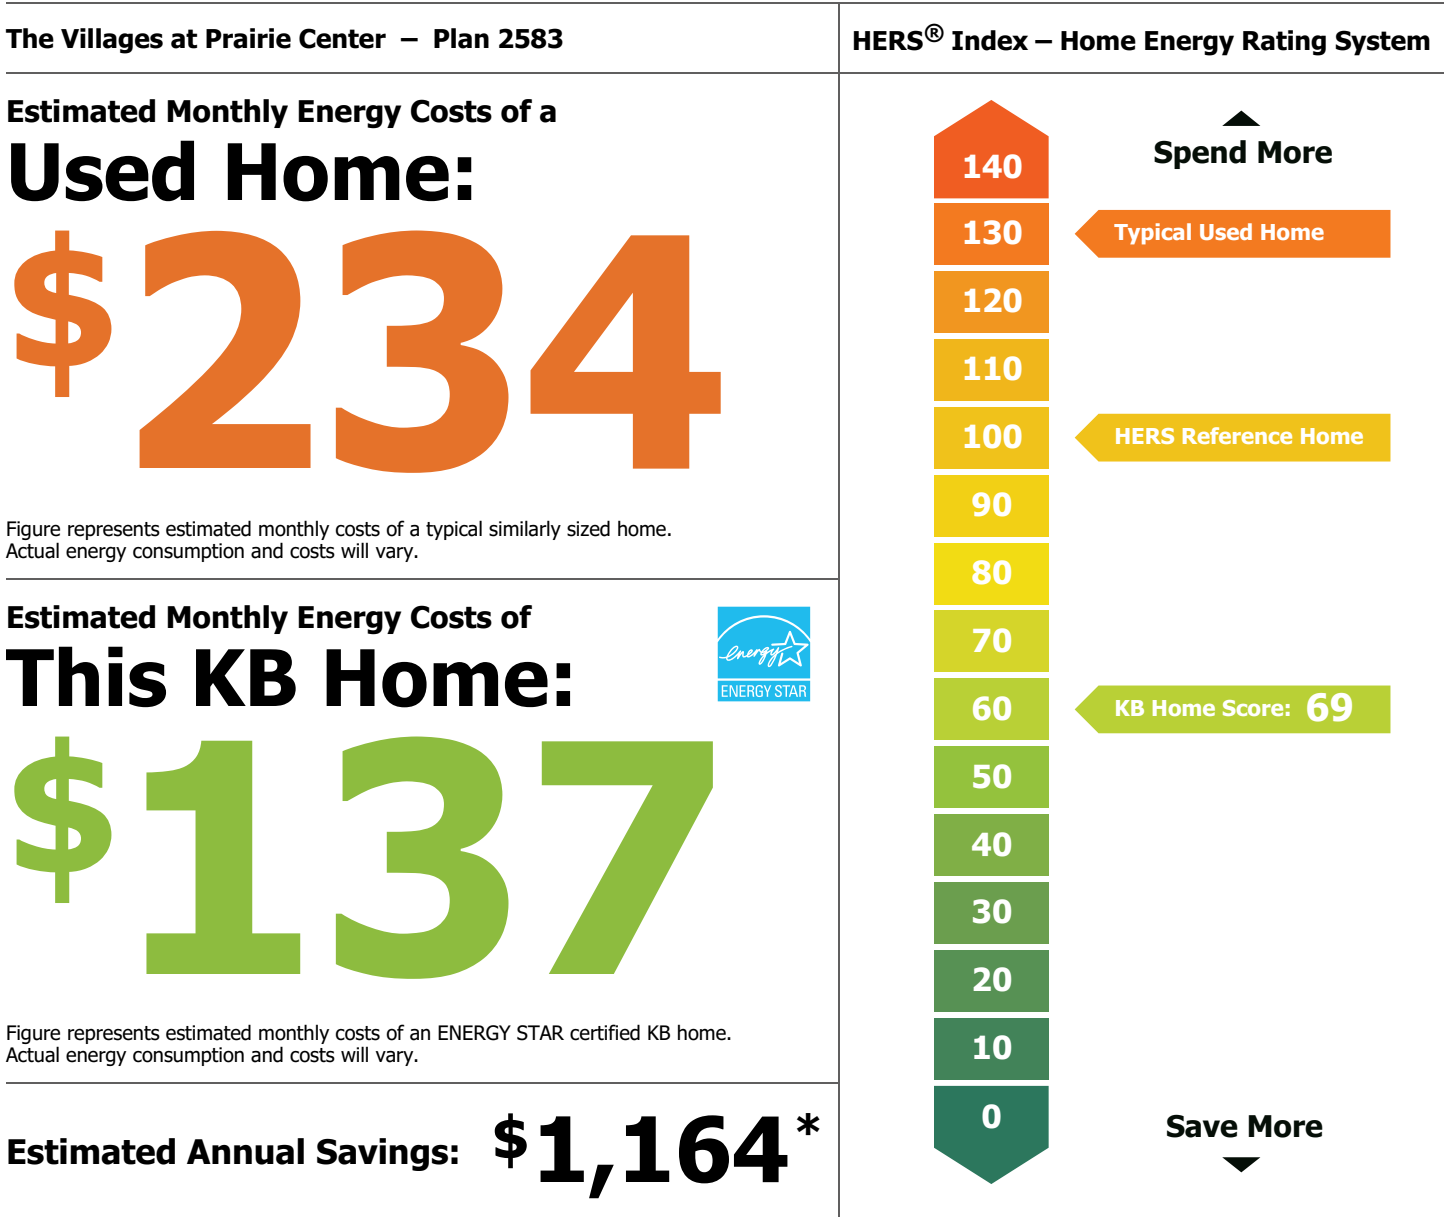 The Villages at Prairie Center – Plan 2583
Estimated Monthly Energy Costs of a
Used Home:
$234
Figure represents estimated monthly costs of a typical similarly sized home.
Actual energy consumption and costs will vary.
Estimated Monthly Energy Costs of
This KB Home:
energy
ENERGY STAR
$137
Figure represents estimated monthly costs of an ENERGY STAR certified KB home.
Actual energy consumption and costs will vary.
Estimated Annual Savings: $1,164*
HERS® Index – Home Energy Rating System
Spend More
140
130 Typical Used Home
120
110
100 HERS Reference Home
90
80
70
60 KB Home Score: 69
50
40
30
20
10
0
Save More